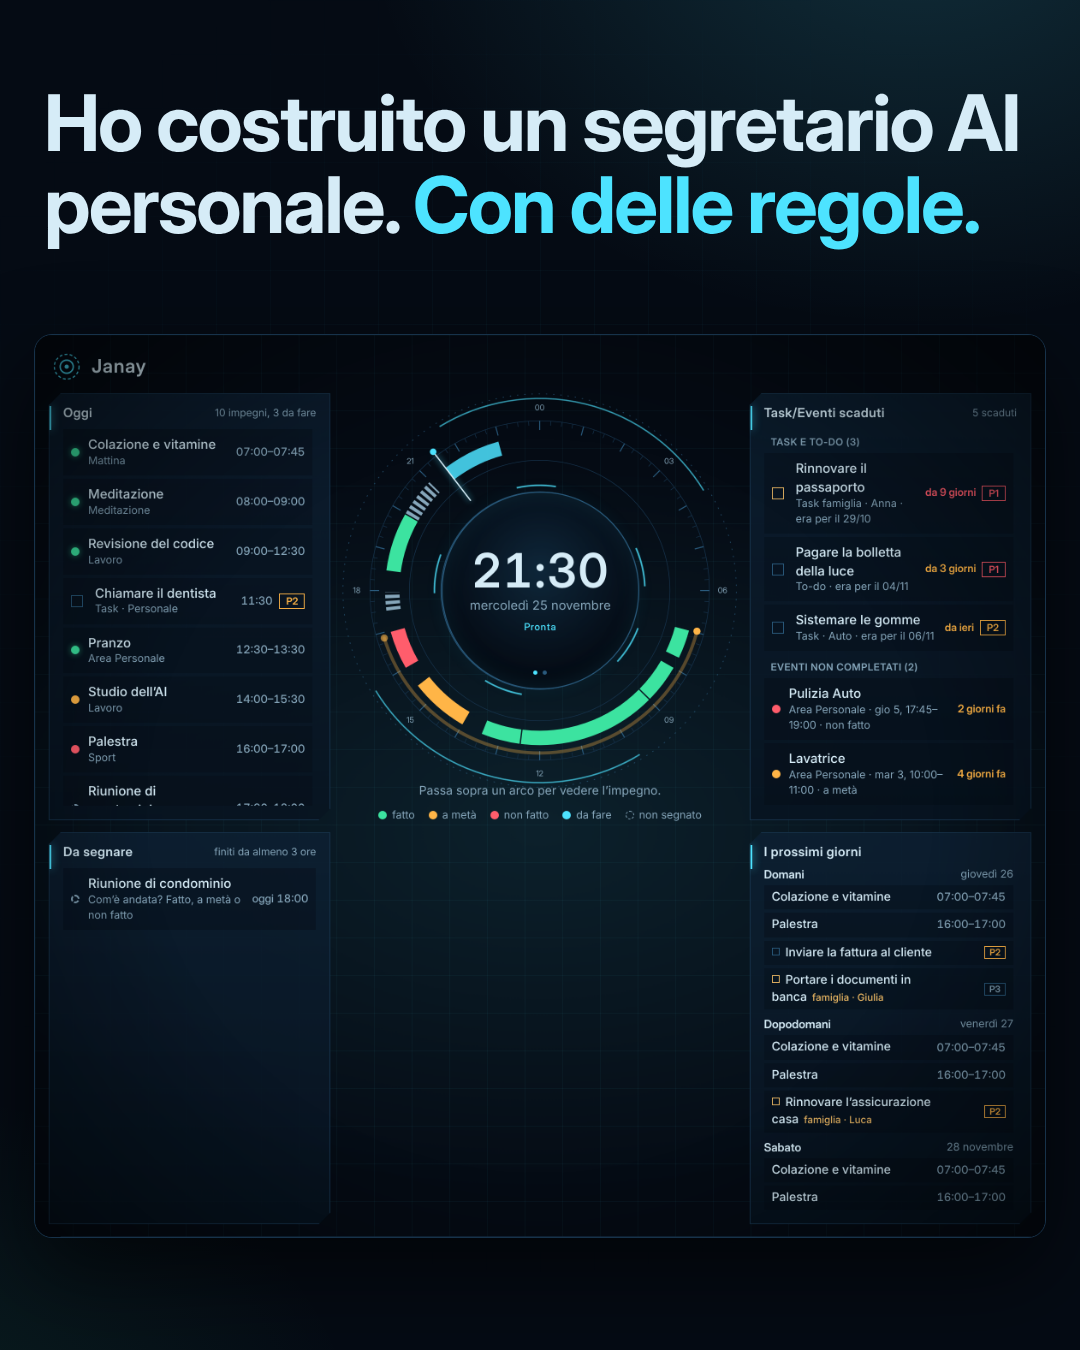 Ho costruito un segretario AI
personale. Con delle regole.
Janay
Oggi
10 impegni, 3 da fare
Colazione e vitamine
Mattina
07:00–07:45
Meditazione
Meditazione
08:00–09:00
Revisione del codice
Lavoro
09:00–12:30
Chiamare il dentista
Task · Personale
11:30 P2
Pranzo
Area Personale
12:30–13:30
Studio dell'AI
Lavoro
14:00–15:30
Palestra
Sport
16:00–17:00
Riunione di
Da segnare
finiti da almeno 3 ore
Riunione di condominio
Com'è andata? Fatto, a metà o
non fatto
oggi 18:00
00
21
03
18
06
15
09
12
21:30
mercoledì 25 novembre
Pronta
Passa sopra un arco per vedere l'impegno.
fatto a metà non fatto da fare non segnato
Task/Eventi scaduti
5 scaduti
TASK E TO-DO (3)
Rinnovare il
passaporto
Task famiglia · Anna ·
era per il 29/10
da 9 giorni P1
Pagare la bolletta
della luce
To-do · era per il 04/11
da 3 giorni P1
Sistemare le gomme
Task · Auto · era per il 06/11
da ieri P2
EVENTI NON COMPLETATI (2)
Pulizia Auto
Area Personale · gio 5, 17:45–
19:00 · non fatto
2 giorni fa
Lavatrice
Area Personale · mar 3, 10:00–
11:00 · a metà
4 giorni fa
I prossimi giorni
Domani
giovedì 26
Colazione e vitamine
07:00–07:45
Palestra
16:00–17:00
Inviare la fattura al cliente
P2
Portare i documenti in
banca famiglia · Giulia
P3
Dopodomani
venerdì 27
Colazione e vitamine
07:00–07:45
Palestra
16:00–17:00
Rinnovare l'assicurazione
casa famiglia · Luca
P2
Sabato
28 novembre
Colazione e vitamine
07:00–07:45
Palestra
16:00–17:00